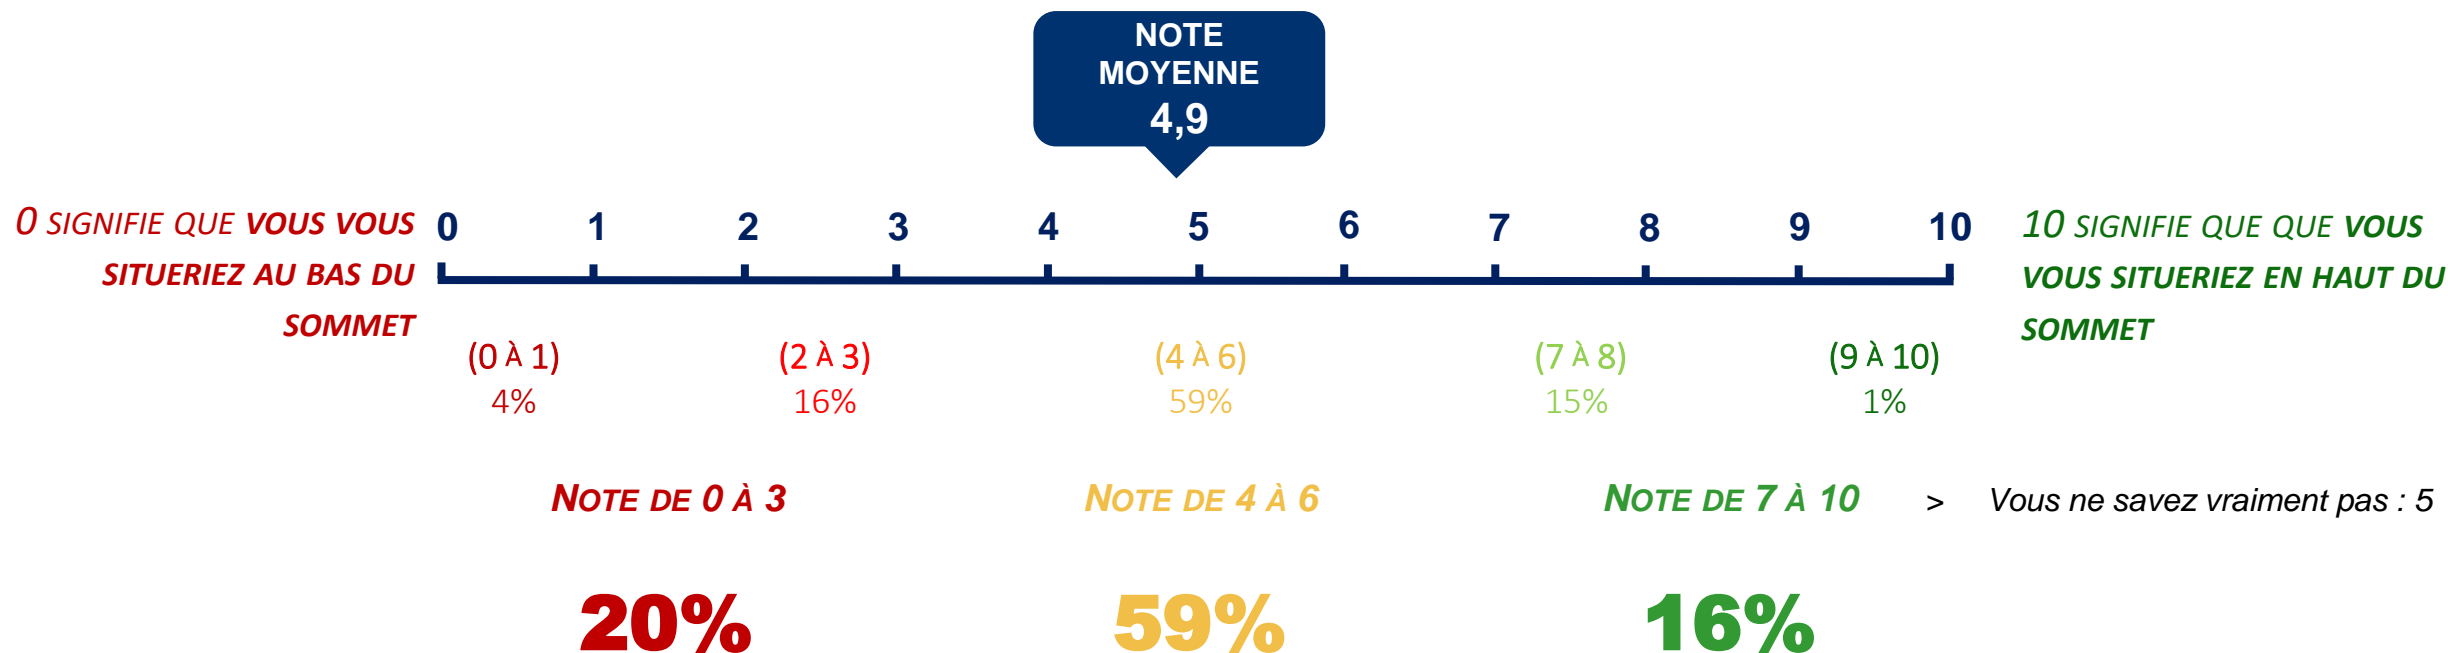 NOTE
MOYENNE
4,9
0 SIGNIFIE QUE VOUS VOUS
SITUERIEZ AU BAS DU
SOMMET
0 1 2 3 4 5 6 7 8 9 10
10 SIGNIFIE QUE QUE VOUS
VOUS SITUERIEZ EN HAUT DU
SOMMET
(0 À 1) (2 À 3) (4 À 6) (7 À 8) (9 À 10)
4% 16% 59% 15% 1%
NOTE DE 0 À 3 NOTE DE 4 À 6 NOTE DE 7 À 10 > Vous ne savez vraiment pas : 5
20% 59% 16%